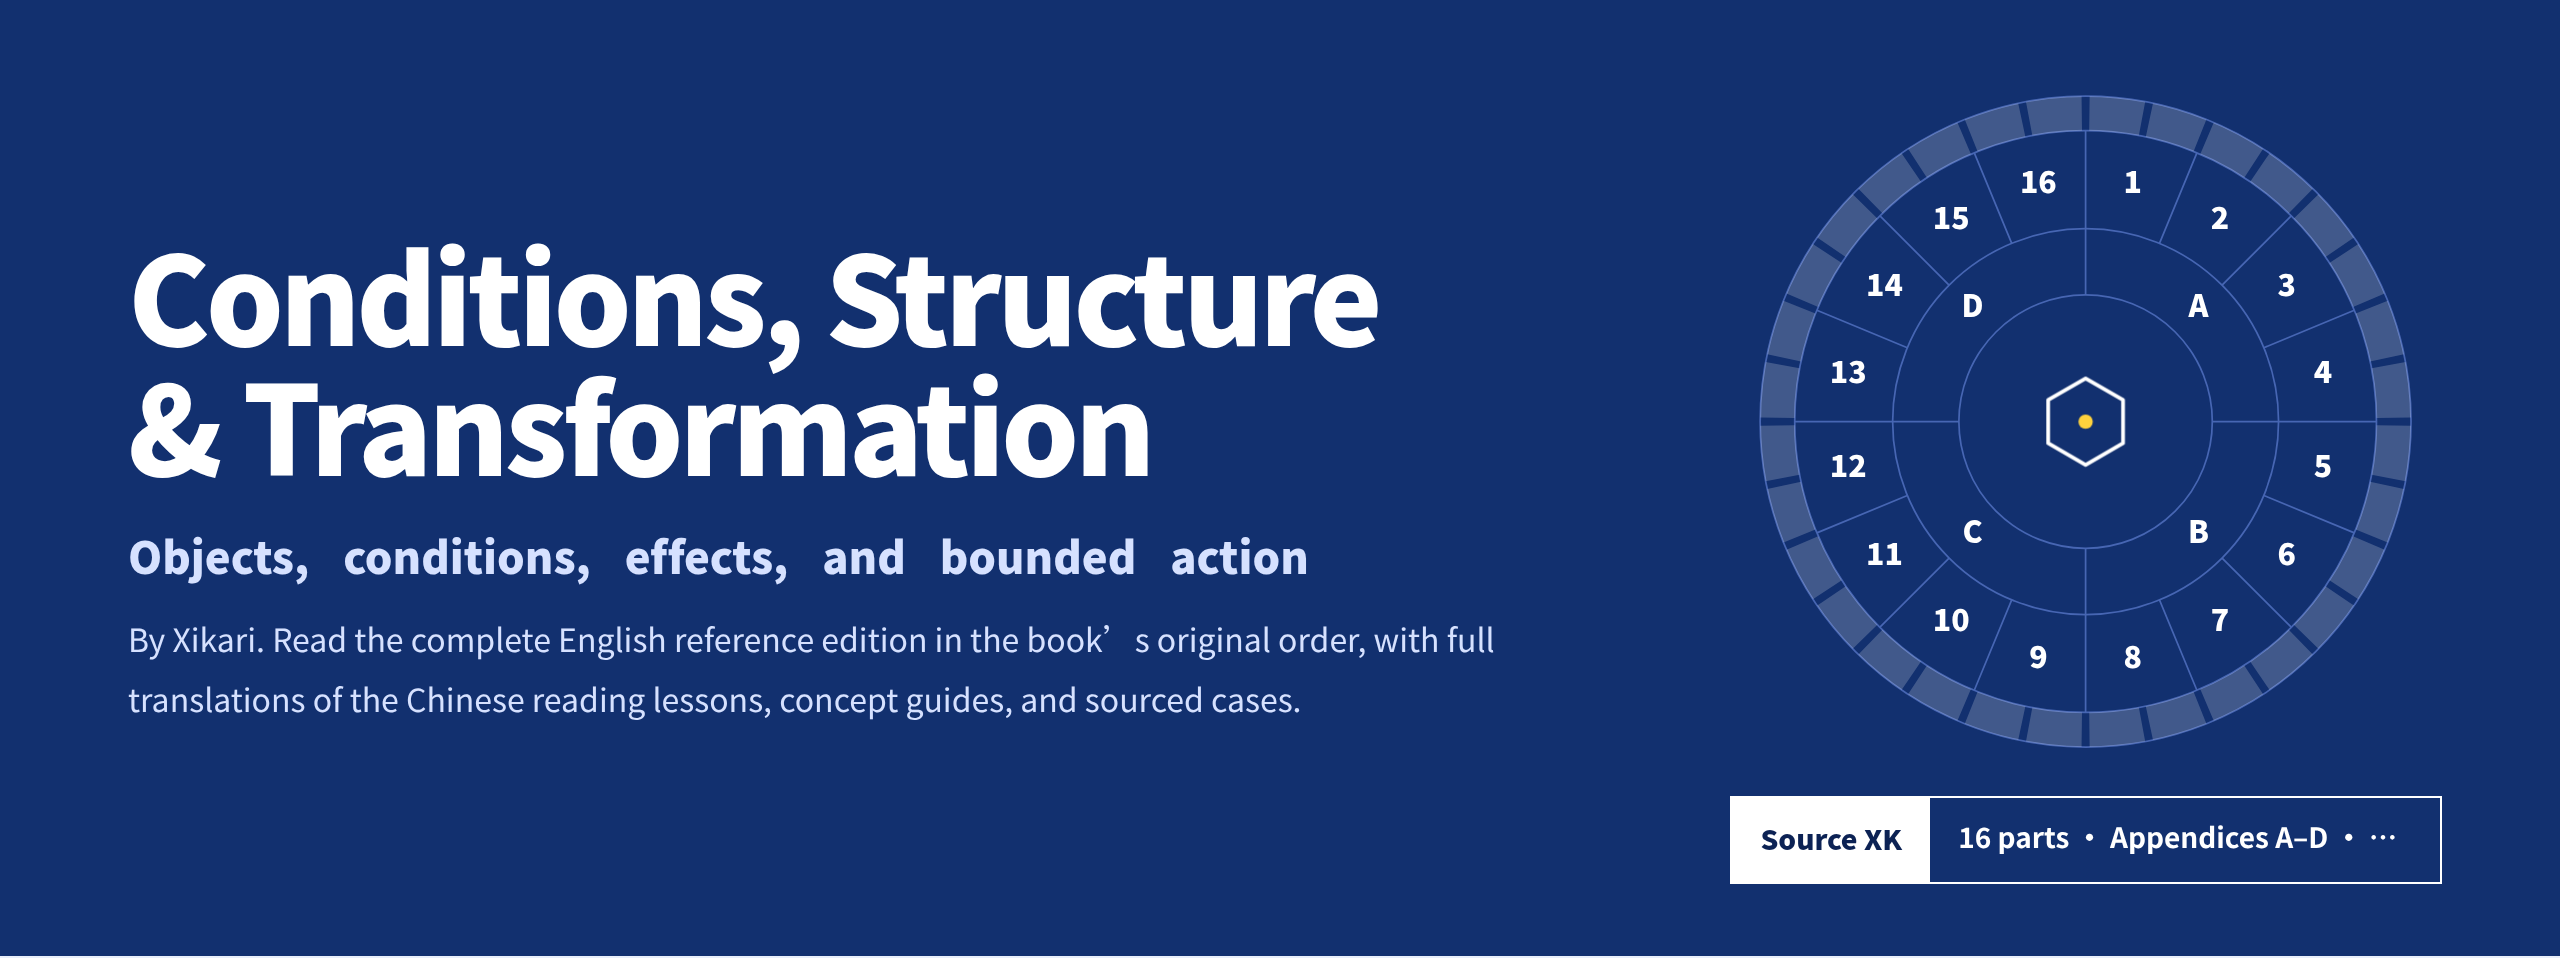 Conditions, Structure
& Transformation
Objects, conditions, effects, and bounded action
By Xikari. Read the complete English reference edition in the book’s original order, with full
translations of the Chinese reading lessons, concept guides, and sourced cases.
16
1
15
2
14
3
D
A
13
4
12
5
C
B
11
6
10
7
9
8
Source XK
16 parts • Appendices A–D • ⋯